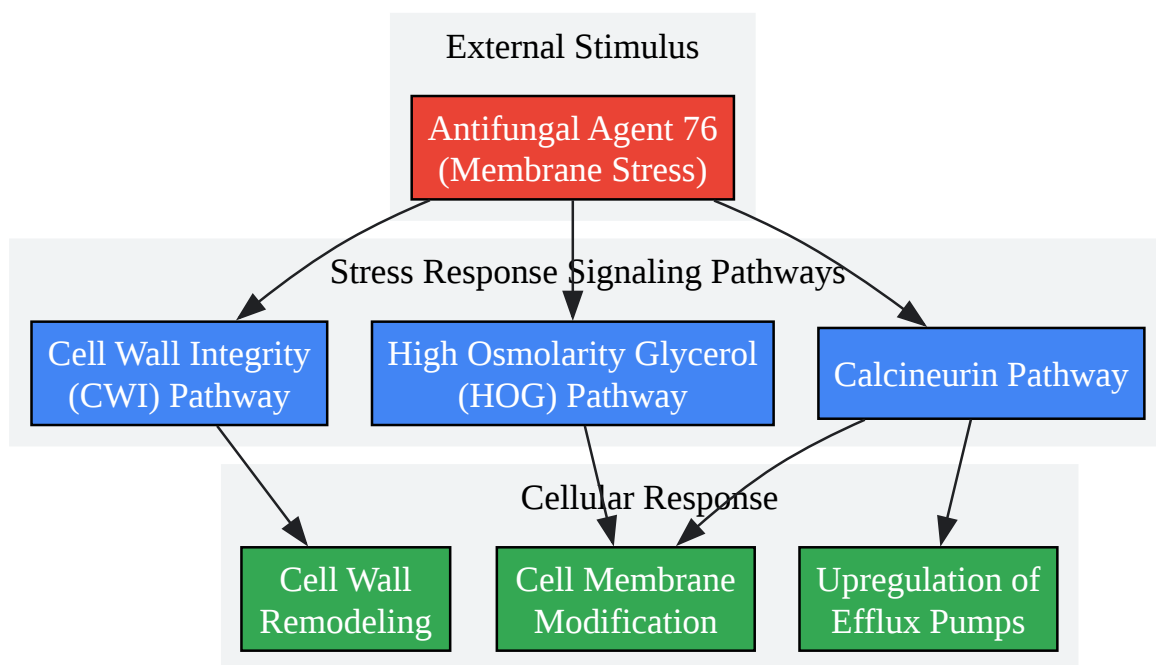 External Stimulus
Antifungal Agent 76
(Membrane Stress)
Stress Response Signaling Pathways
Cell Wall Integrity
(CWI) Pathway
High Osmolarity Glycerol
(HOG) Pathway
Calcineurin Pathway
Cellular Response
Cell Wall
Remodeling
Cell Membrane
Modification
Upregulation of
Efflux Pumps